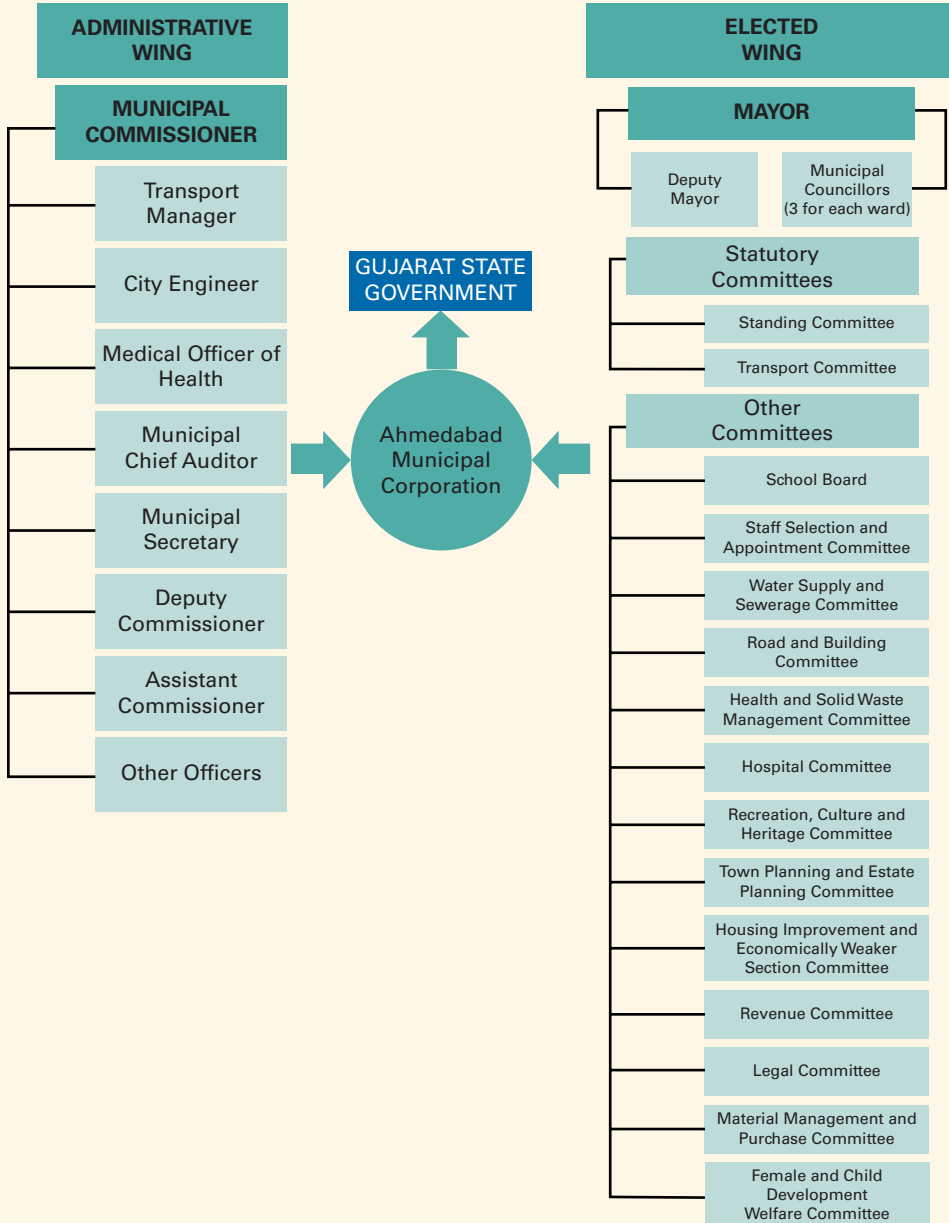 ADMINISTRATIVE
WING
MUNICIPAL
COMMISSIONER
Transport
Manager
City Engineer
Medical Officer of
Health
Municipal
Chief Auditor
Municipal
Secretary
Deputy
Commissioner
Assistant
Commissioner
Other Officers
GUJARAT STATE
GOVERNMENT
Ahmedabad
Municipal
Corporation
ELECTED
WING
MAYOR
Deputy
Mayor
Municipal
Councillors
(3 for each ward)
Statutory
Committees
Standing Committee
Transport Committee
Other
Committees
School Board
Staff Selection and
Appointment Committee
Water Supply and
Sewerage Committee
Road and Building
Committee
Health and Solid Waste
Management Committee
Hospital Committee
Recreation, Culture and
Heritage Committee
Town Planning and Estate
Planning Committee
Housing Improvement and
Economically Weaker
Section Committee
Revenue Committee
Legal Committee
Material Management and
Purchase Committee
Female and Child
Development
Welfare Committee